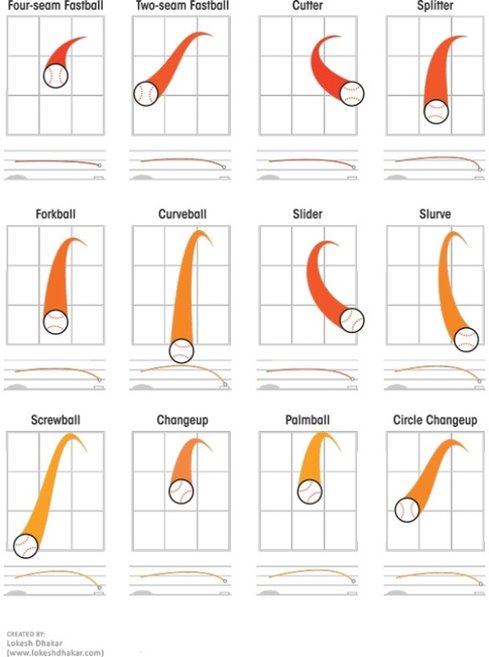 Four-seam Fastball
Two-seam Fastball
Cutter
Splitter
Forkball
Curveball
Slider
Slurve
Screwball
Changeup
Palmball
Circle Changeup
CREATED BY:
Lokesh Dhakar
(www.lokeshdhakar.com)